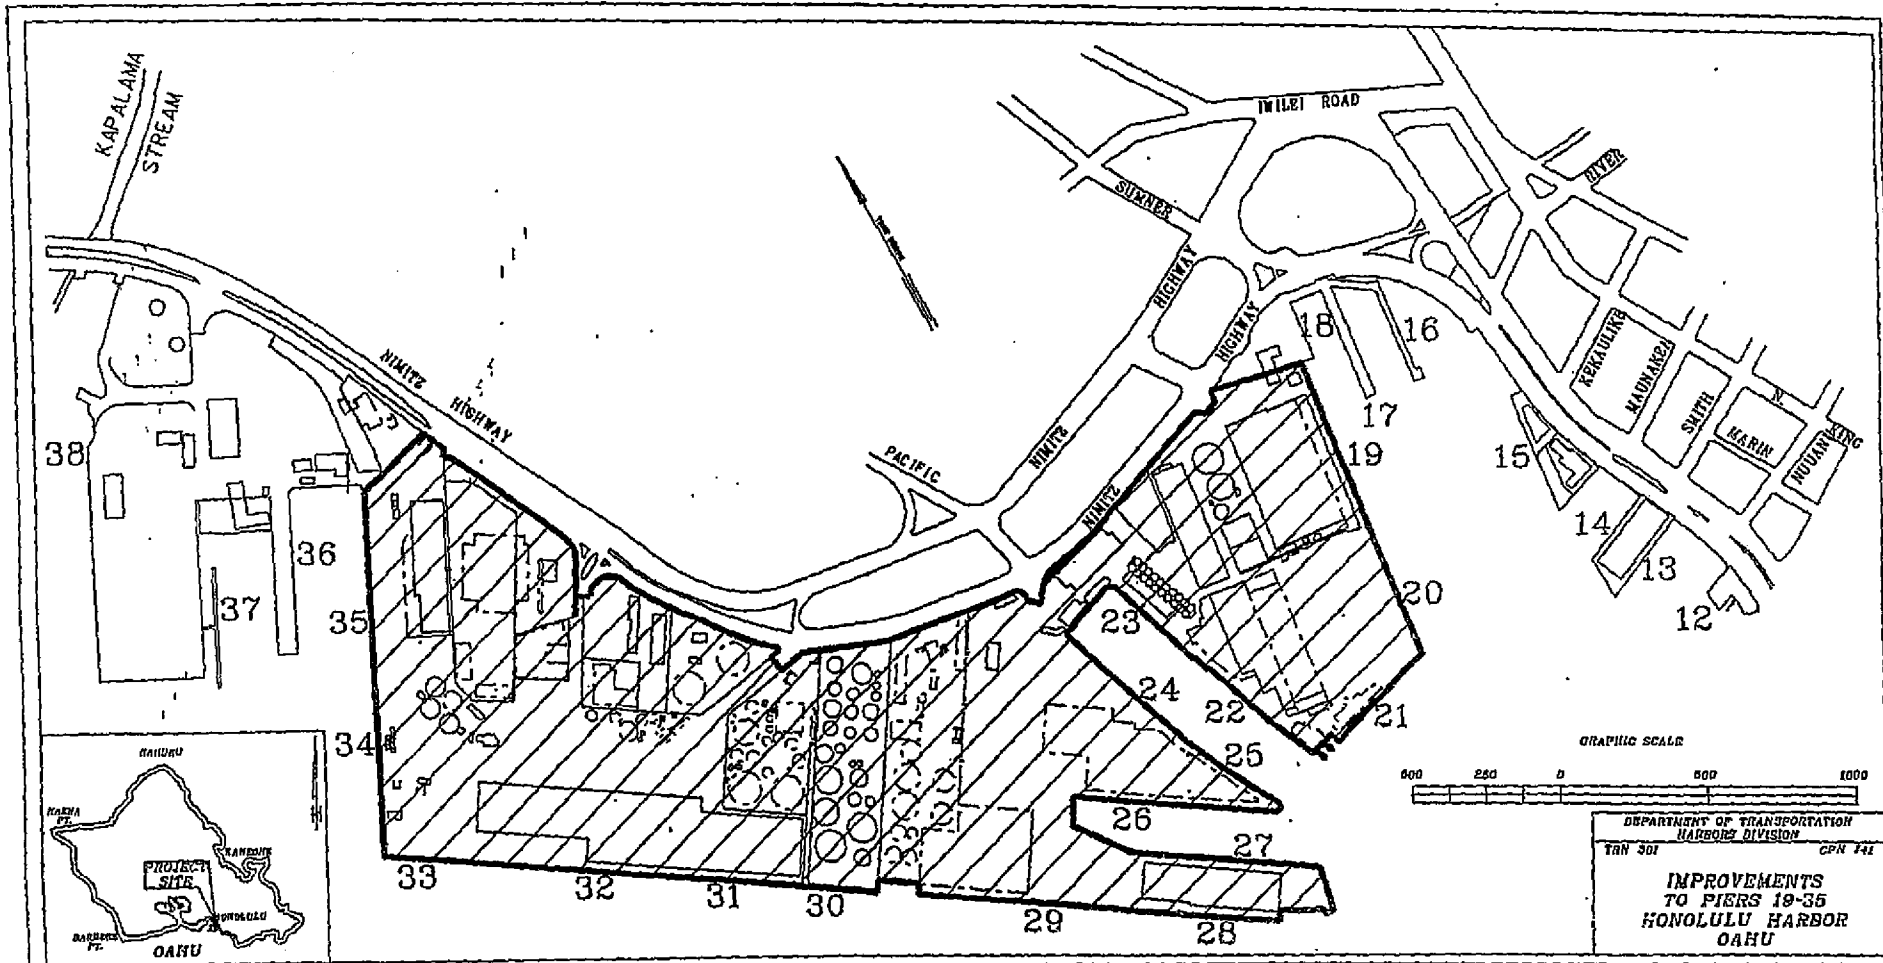 KAPALAMA
STREAM
IWILEI ROAD
SUMNER
RIVER
HIGHWAY
HIGHWAY
NIMITZ
HIGHWAY
PACIFIC
NIMITZ
NIMITZ
KEKAULIKE
MAUNAKEA
SMITH
MARIN
N.
KING
NUUANU
38
37
36
35
34
33
32
31
30
29
28
27
26
25
24
23
22
21
20
19
18
17
16
15
14
13
12
KAHUKU
KAENA
PT.
KANEOHE
PROJECT
SITE
HONOLULU
BARBERS
PT.
OAHU
GRAPHIC SCALE
500 250 0 500 1000
DEPARTMENT OF TRANSPORTATION
HARBORS DIVISION
TRN 301
IMPROVEMENTS
TO PIERS 19-35
HONOLULU HARBOR
OAHU